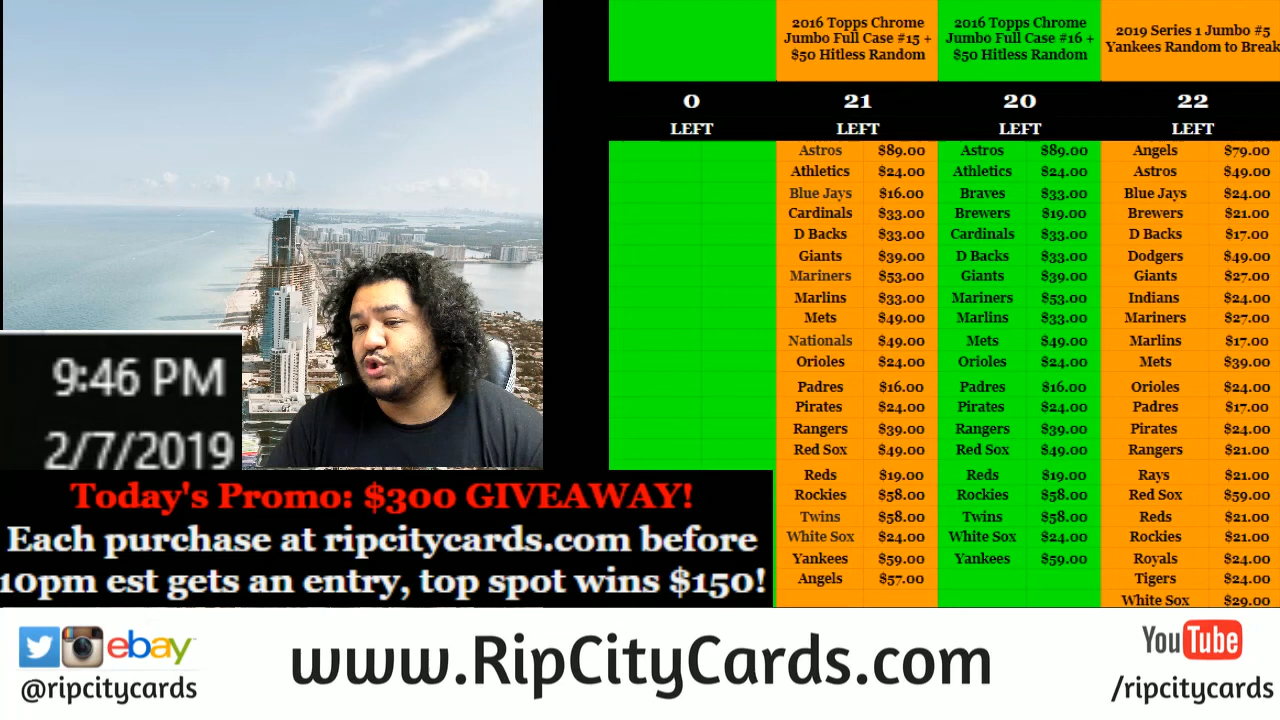 2016 Topps Chrome
Jumbo Full Case #15 +
$50 Hitless Random
2016 Topps Chrome
Jumbo Full Case #16 +
$50 Hitless Random
2019 Series 1 Jumbo #5
Yankees Random to Break
0 21 20 22
LEFT LEFT LEFT LEFT
Astros $89.00 Astros $89.00 Angels $79.00
Athletics $24.00 Athletics $24.00 Astros $49.00
Blue Jays $16.00 Braves $33.00 Blue Jays $24.00
Cardinals $33.00 Brewers $19.00 Brewers $21.00
D Backs $33.00 Cardinals $33.00 D Backs $17.00
Giants $39.00 D Backs $33.00 Dodgers $49.00
Mariners $53.00 Giants $39.00 Giants $27.00
Marlins $33.00 Mariners $53.00 Indians $24.00
Mets $49.00 Marlins $33.00 Mariners $27.00
Nationals $49.00 Mets $49.00 Marlins $17.00
Orioles $24.00 Orioles $24.00 Mets $39.00
Padres $16.00 Padres $16.00 Orioles $24.00
Pirates $24.00 Pirates $24.00 Padres $17.00
Rangers $39.00 Rangers $39.00 Pirates $24.00
Red Sox $49.00 Red Sox $49.00 Rangers $21.00
Reds $19.00 Reds $19.00 Rays $21.00
Rockies $58.00 Rockies $58.00 Red Sox $59.00
Twins $58.00 Twins $58.00 Reds $21.00
White Sox $24.00 White Sox $24.00 Rockies $21.00
Yankees $59.00 Yankees $59.00 Royals $24.00
Angels $57.00 Tigers $24.00
White Sox $29.00
9:46 PM
2/7/2019
Today's Promo: $300 GIVEAWAY!
Each purchase at ripcitycards.com before
10pm est gets an entry, top spot wins $150!
ebay
@ripcitycards
www.RipCityCards.com
YouTube
/ripcitycards